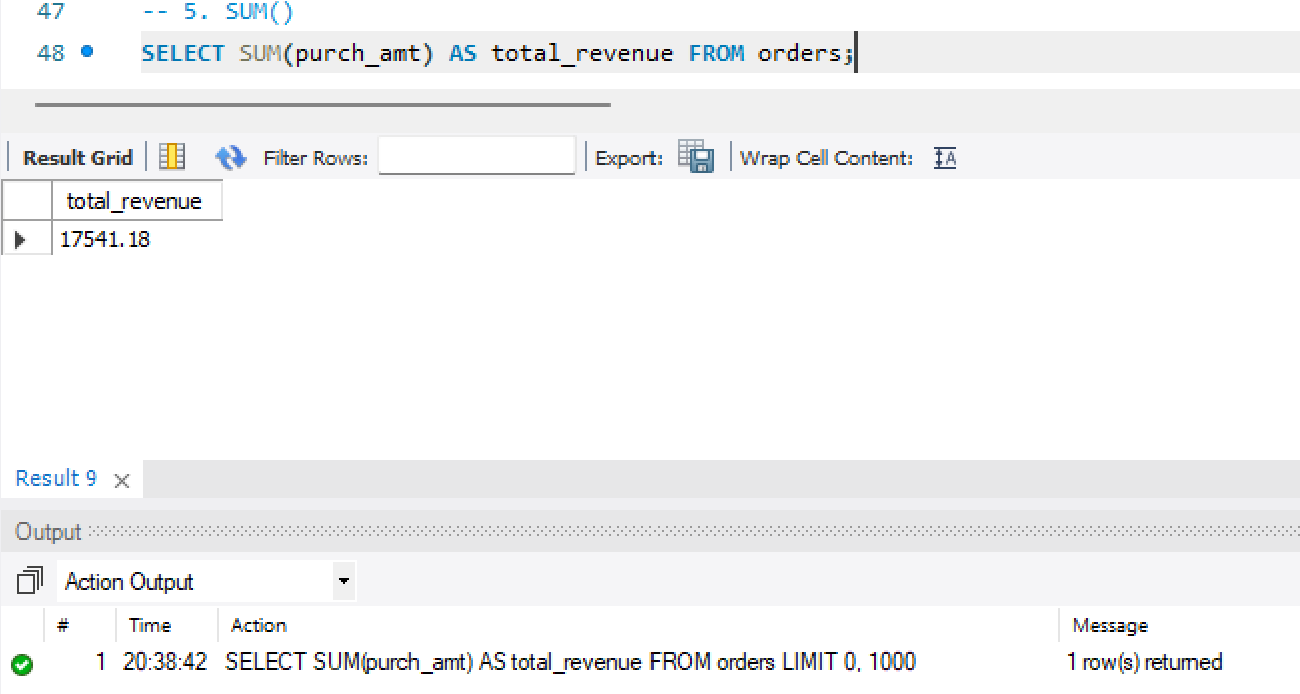 47 -- 5. SUM()
48 SELECT SUM(purch_amt) AS total_revenue FROM orders;
Result Grid Filter Rows: Export: Wrap Cell Content:
total_revenue
17541.18
Result 9
Output
Action Output
# Time Action Message
1 20:38:42 SELECT SUM(purch_amt) AS total_revenue FROM orders LIMIT 0, 1000 1 row(s) returned